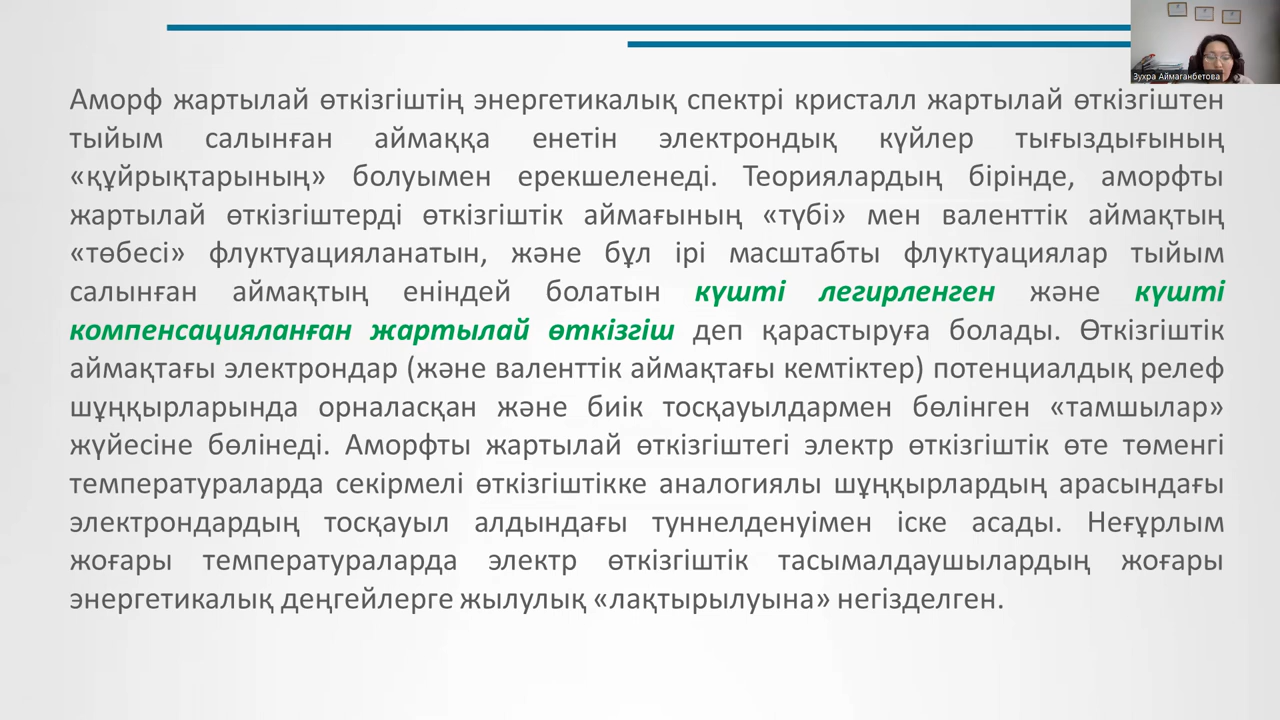 Зухра Аймаганбетова
Аморф жартылай өткізгіштің энергетикалық спектрі кристалл жартылай өткізгіштен
тыйым салынған аймаққа енетін электрондық күйлер тығыздығының
«құйрықтарының» болуымен ерекшеленеді. Теориялардың бірінде, аморфты
жартылай өткізгіштерді өткізгіштік аймағының «түбі» мен валенттік аймақтың
«төбесі» флуктуацияланатын, және бұл ірі масштабты флуктуациялар тыйым
салынған аймақтың еніндей болатын күшті легирленген және күшті
компенсацияланған жартылай өткізгіш деп қарастыруға болады. Өткізгіштік
аймақтағы электрондар (және валенттік аймақтағы кемтіктер) потенциалдық релеф
шұңқырларында орналасқан және биік тосқауылдармен бөлінген «тамшылар»
жүйесіне бөлінеді. Аморфты жартылай өткізгіштегі электр өткізгіштік өте төменгі
температураларда секірмелі өткізгіштікке аналогиялы шұңқырлардың арасындағы
электрондардың тосқауыл алдындағы туннелденуімен іске асады. Неғұрлым
жоғары температураларда электр өткізгіштік тасымалдаушылардың жоғары
энергетикалық деңгейлерге жылулық «лақтырылуына» негізделген.